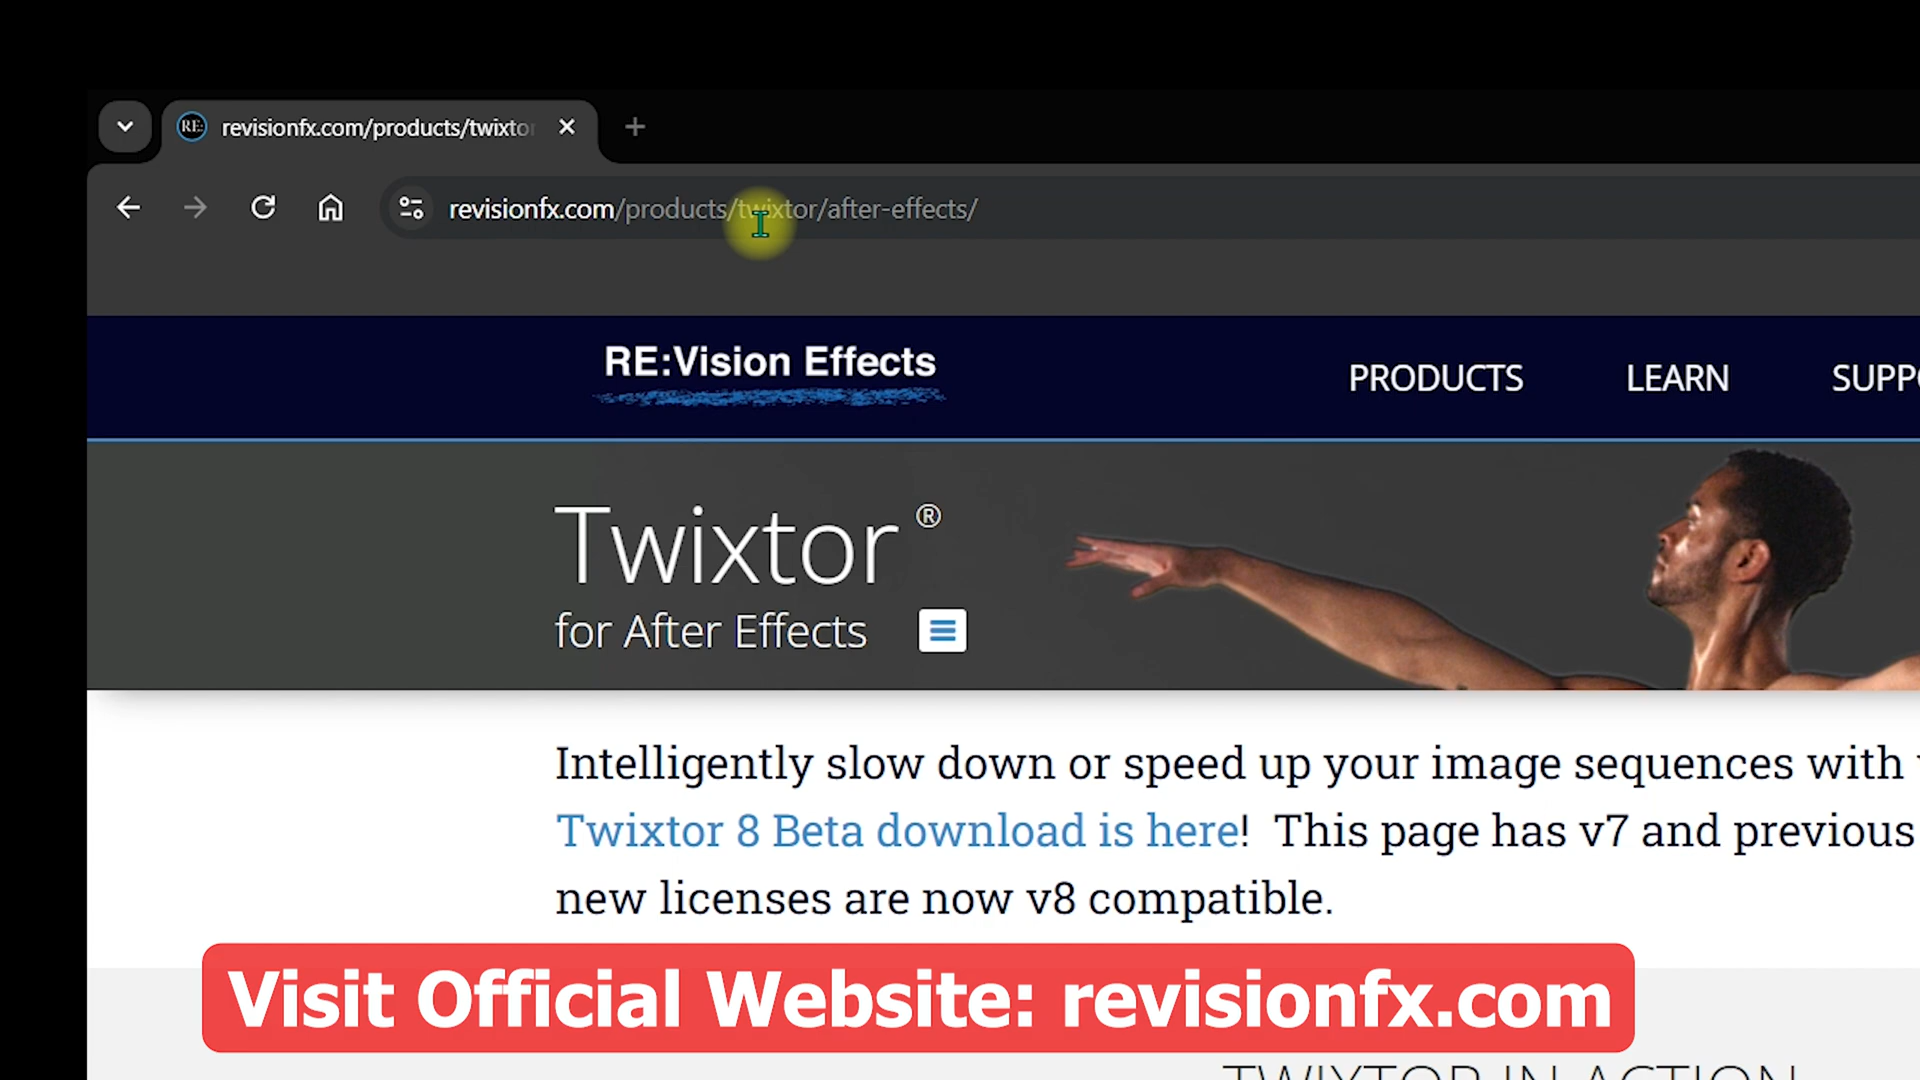 RE: revisionfx.com/products/twixtor
revisionfx.com/products/twixtor/after-effects/
RE:Vision Effects
PRODUCTS LEARN
Twixtor®
for After Effects
Intelligently slow down or speed up your image sequences with
Twixtor 8 Beta download is here! This page has v7 and previous
new licenses are now v8 compatible.
Visit Official Website: revisionfx.com
TWIXTOR IN ACTION